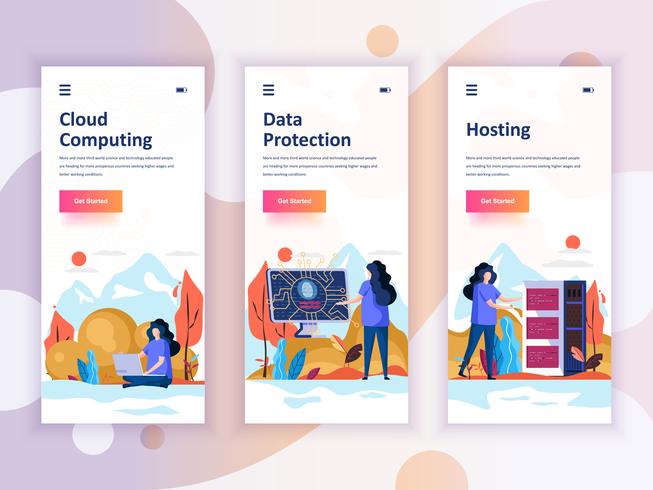 Cloud
Computing
More and more third world science and technology educated people
are heading for more prosperous countries seeking higher wages and
better working conditions.
Get Started
Data
Protection
More and more third world science and technology educated people
are heading for more prosperous countries seeking higher wages and
better working conditions.
Get Started
Hosting
More and more third world science and technology educated people
are heading for more prosperous countries seeking higher wages and
better working conditions.
Get Started